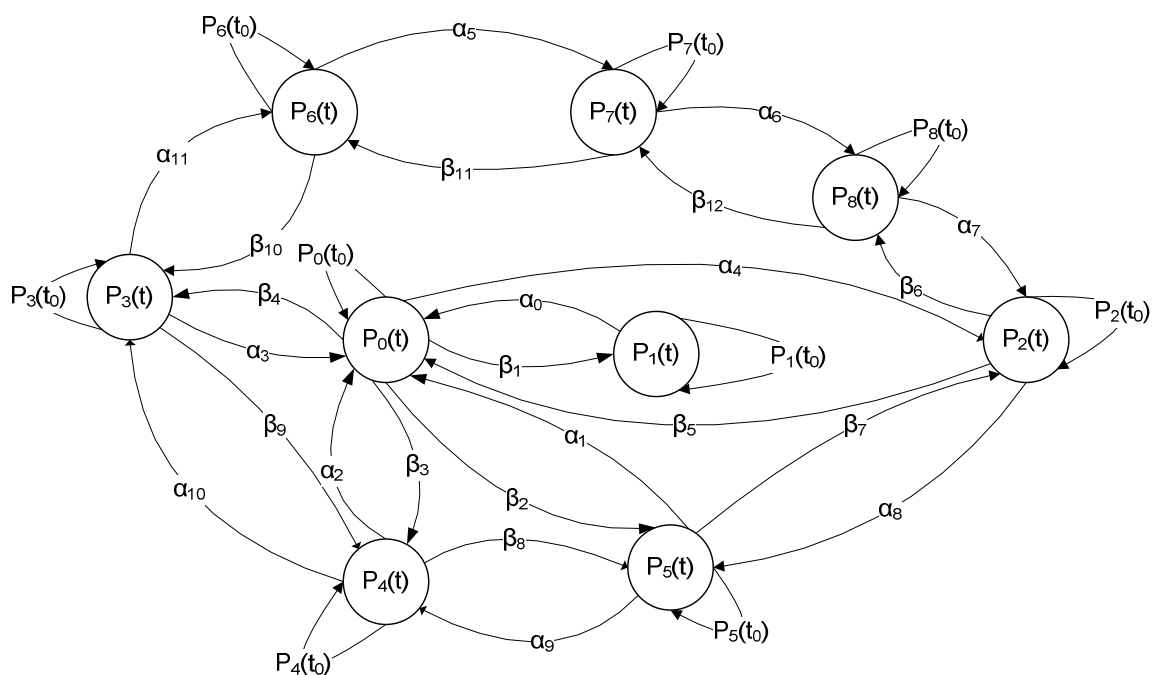 P₆(t₀)
α₅
P₇(t₀)
P₆(t)
P₇(t)
α₆
P₈(t₀)
α₁₁
β₁₁
β₁₂
P₈(t)
α₇
β₁₀
P₀(t₀)
α₄
P₃(t₀)
P₃(t)
β₄
α₀
β₆
P₂(t₀)
P₀(t)
P₁(t)
P₂(t)
α₃
β₁
P₁(t₀)
β₉
α₁
β₅
β₇
α₂
β₃
α₁₀
β₂
α₈
β₈
P₄(t)
P₅(t)
P₄(t₀)
α₉
P₅(t₀)